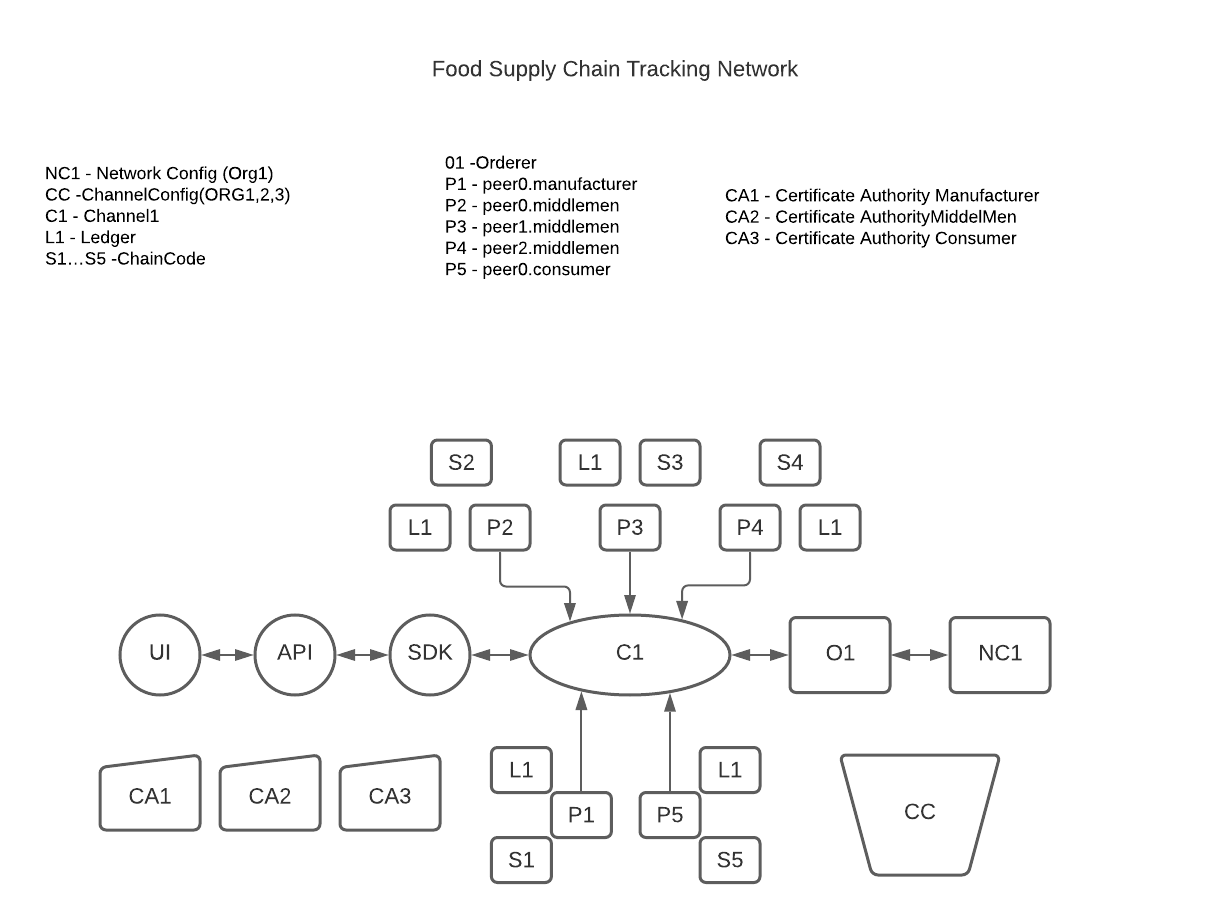 Food Supply Chain Tracking Network
NC1 - Network Config (Org1)
CC -ChannelConfig(ORG1,2,3)
C1 - Channel1
L1 - Ledger
S1...S5 -ChainCode
01 -Orderer
P1 - peer0.manufacturer
P2 - peer0.middlemen
P3 - peer1.middlemen
P4 - peer2.middlemen
P5 - peer0.consumer
CA1 - Certificate Authority Manufacturer
CA2 - Certificate AuthorityMiddelMen
CA3 - Certificate Authority Consumer
S2
L1
S3
S4
L1
P2
P3
P4
L1
UI
API
SDK
C1
O1
NC1
CA1
CA2
CA3
L1
P1
S1
L1
P5
S5
CC